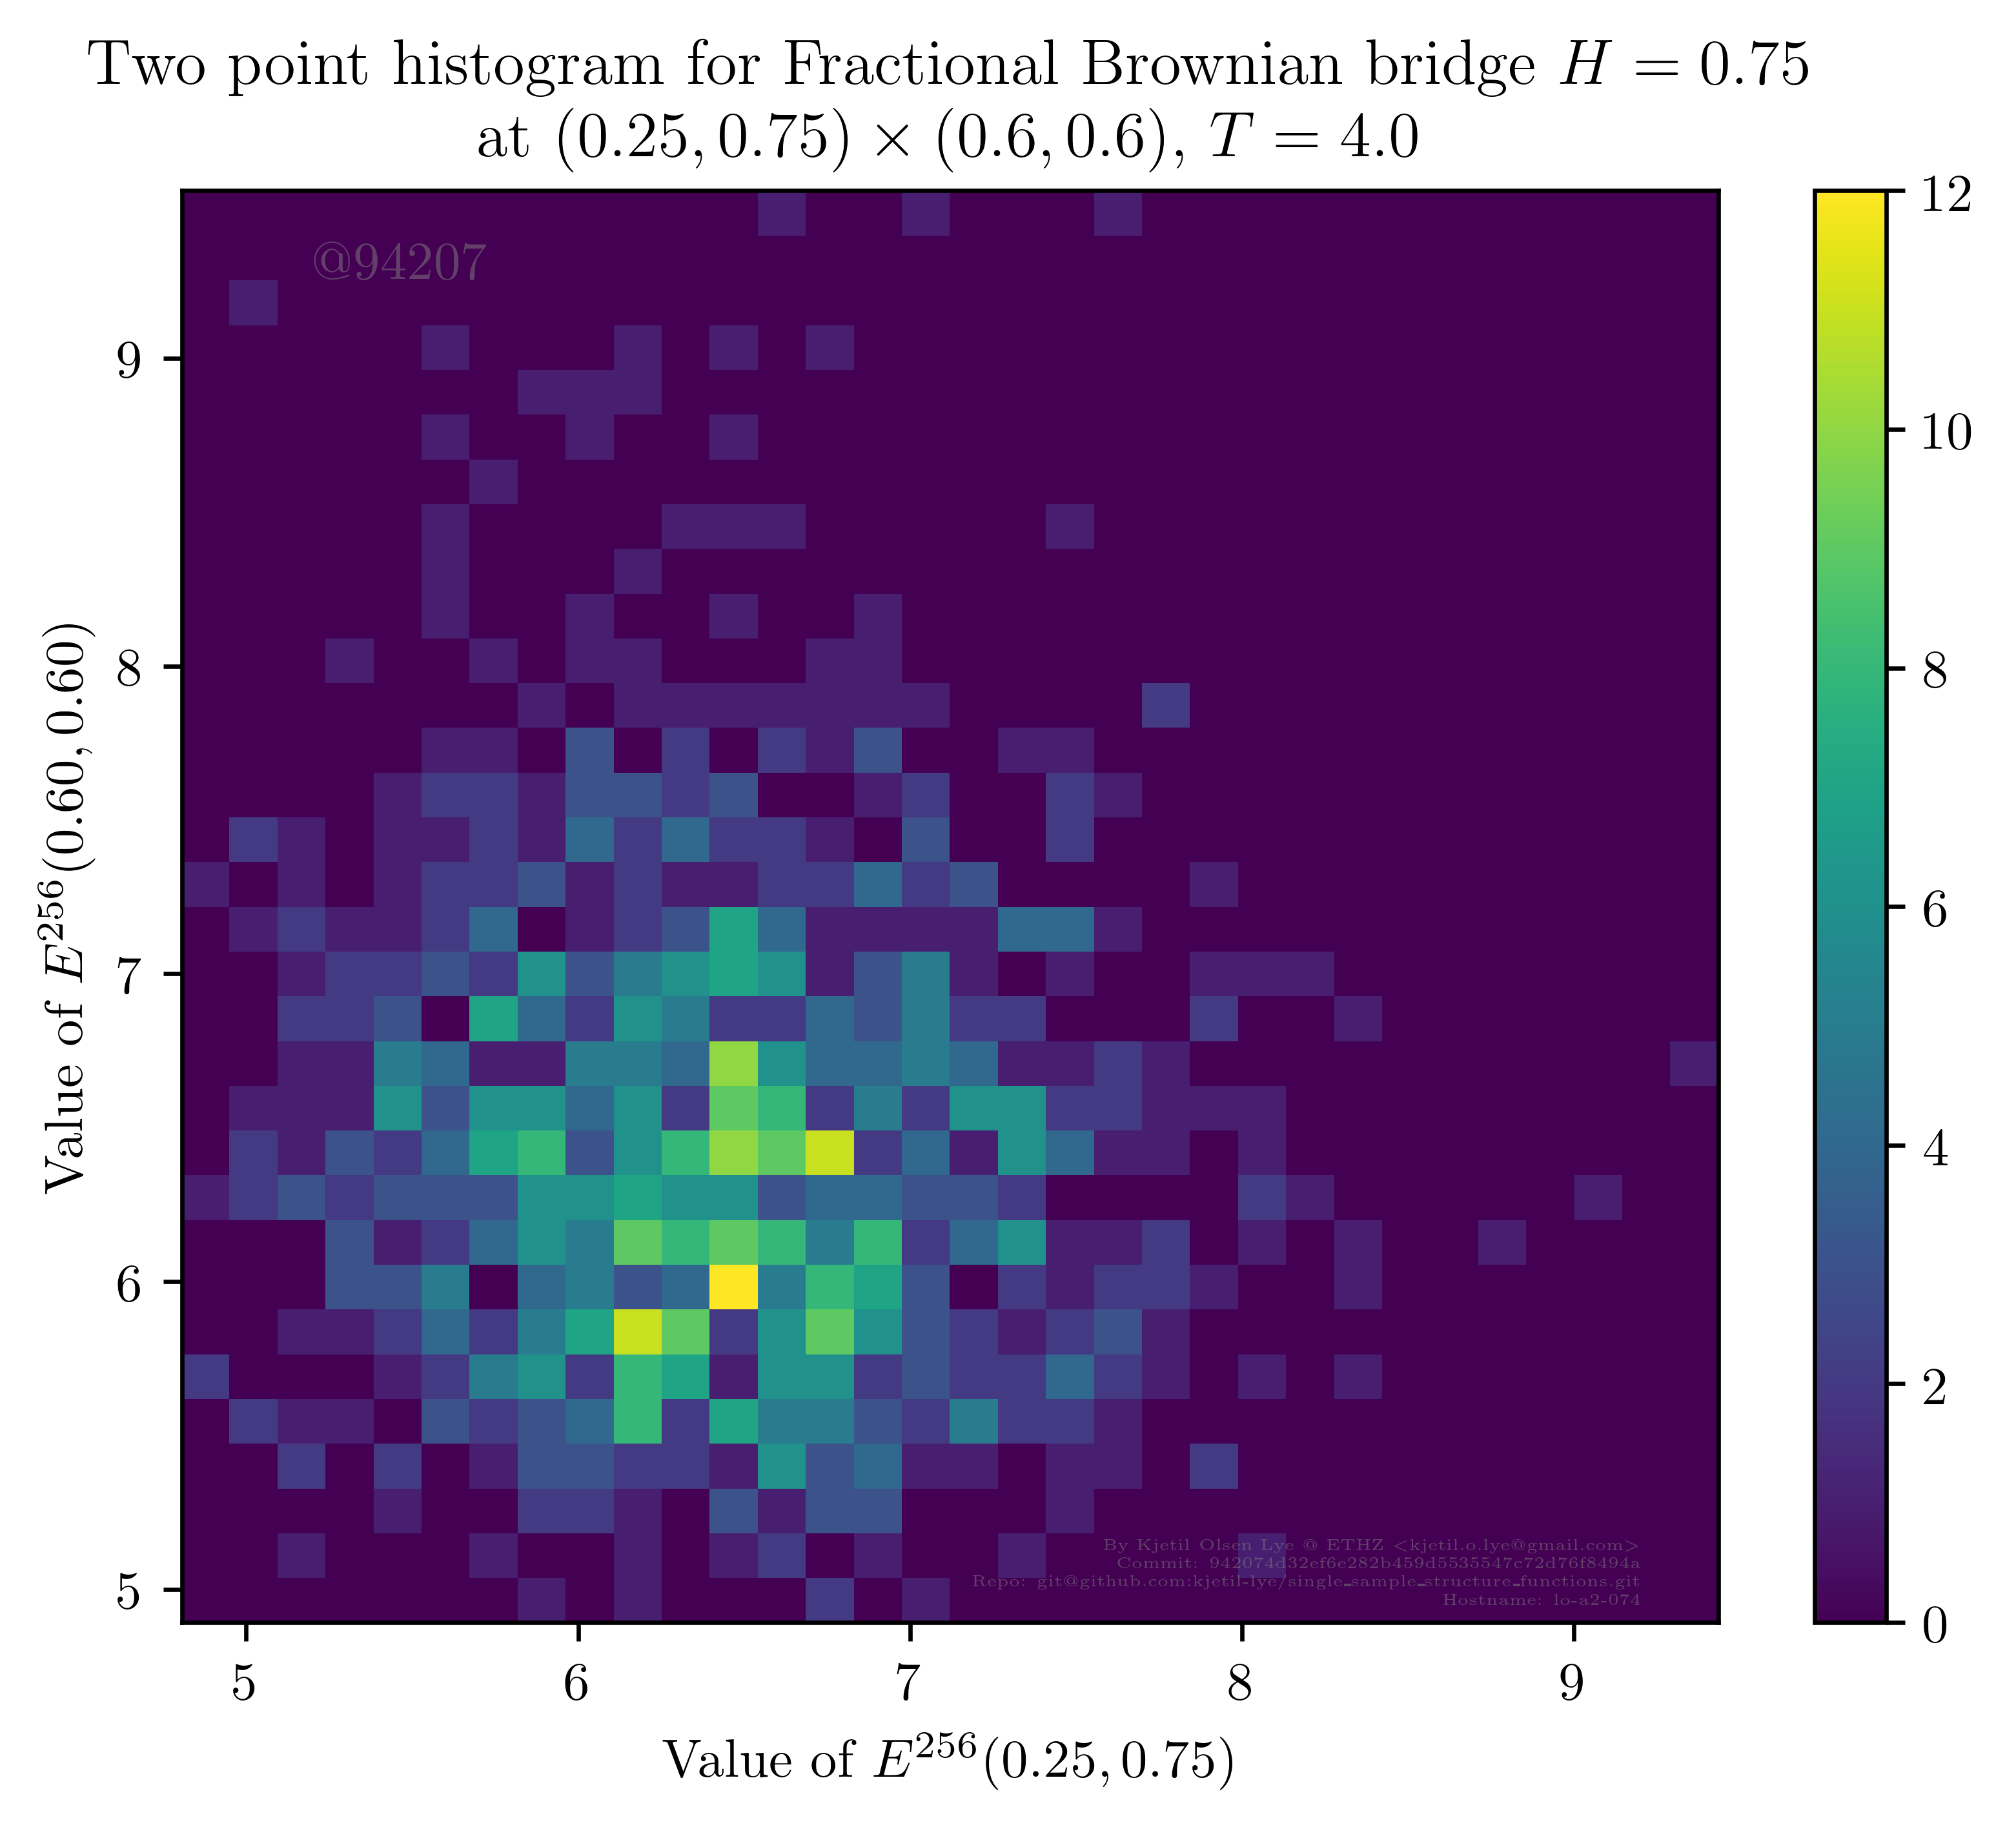 Two point histogram for Fractional Brownian bridge H = 0.75
at (0.25, 0.75) × (0.6, 0.6), T = 4.0
@94207
12
10
8
6
4
2
0
9
8
7
6
5
Value of E^256(0.60, 0.60)
By Kjetil Olsen Lye @ ETHZ <kjetil.o.lye@gmail.com>
Commit: 942074d32ef6e282b459d5535547c72d76f8494a
Repo: git@github.com:kjetil-lye/single_sample_structure_functions.git
Hostname: lo-a2-074
5 6 7 8 9
Value of E^256(0.25, 0.75)